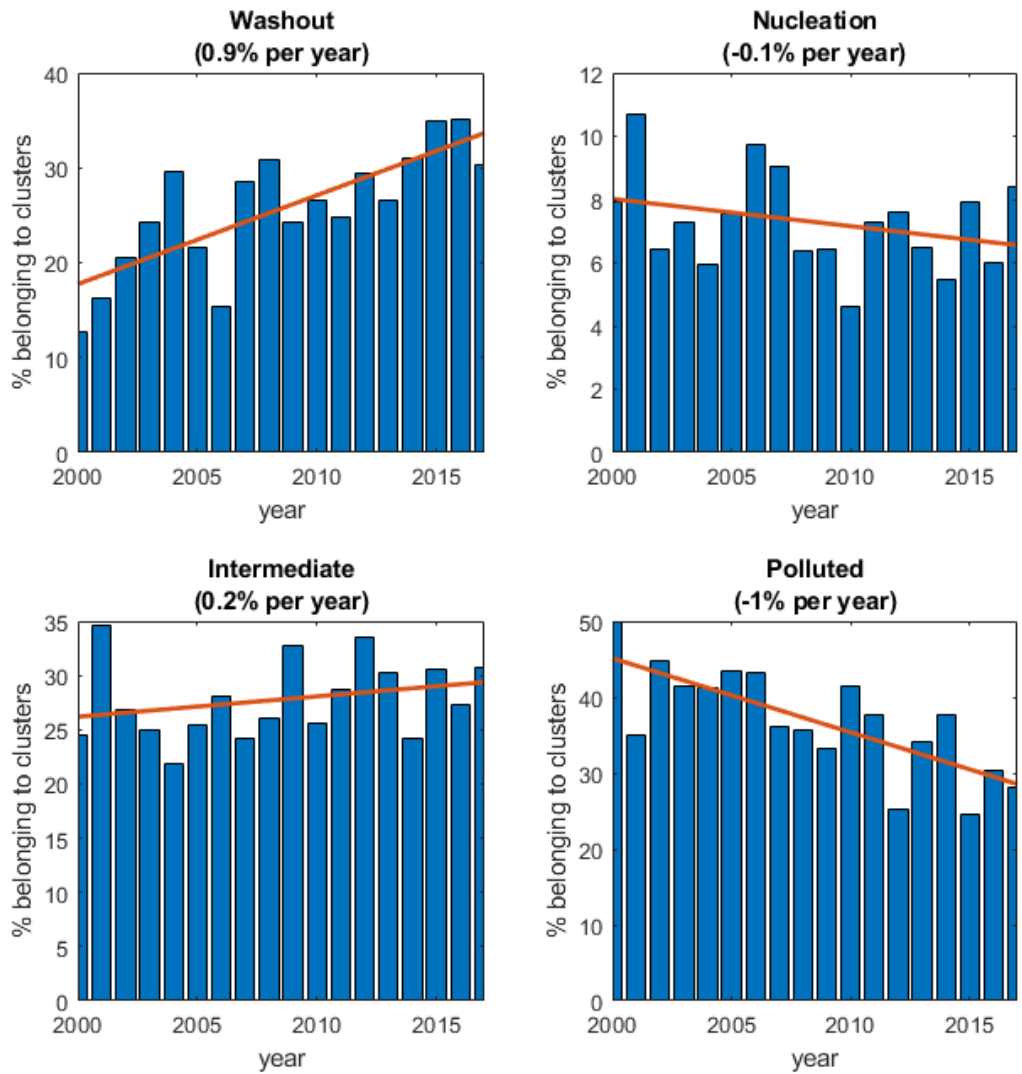 Washout
(0.9% per year)
40
30
20
10
0
% belonging to clusters
2000
2005
2010
2015
year
Nucleation
(-0.1% per year)
12
10
8
6
4
2
0
% belonging to clusters
2000
2005
2010
2015
year
Intermediate
(0.2% per year)
35
30
25
20
15
10
5
0
% belonging to clusters
2000
2005
2010
2015
year
Polluted
(-1% per year)
50
40
30
20
10
0
% belonging to clusters
2000
2005
2010
2015
year